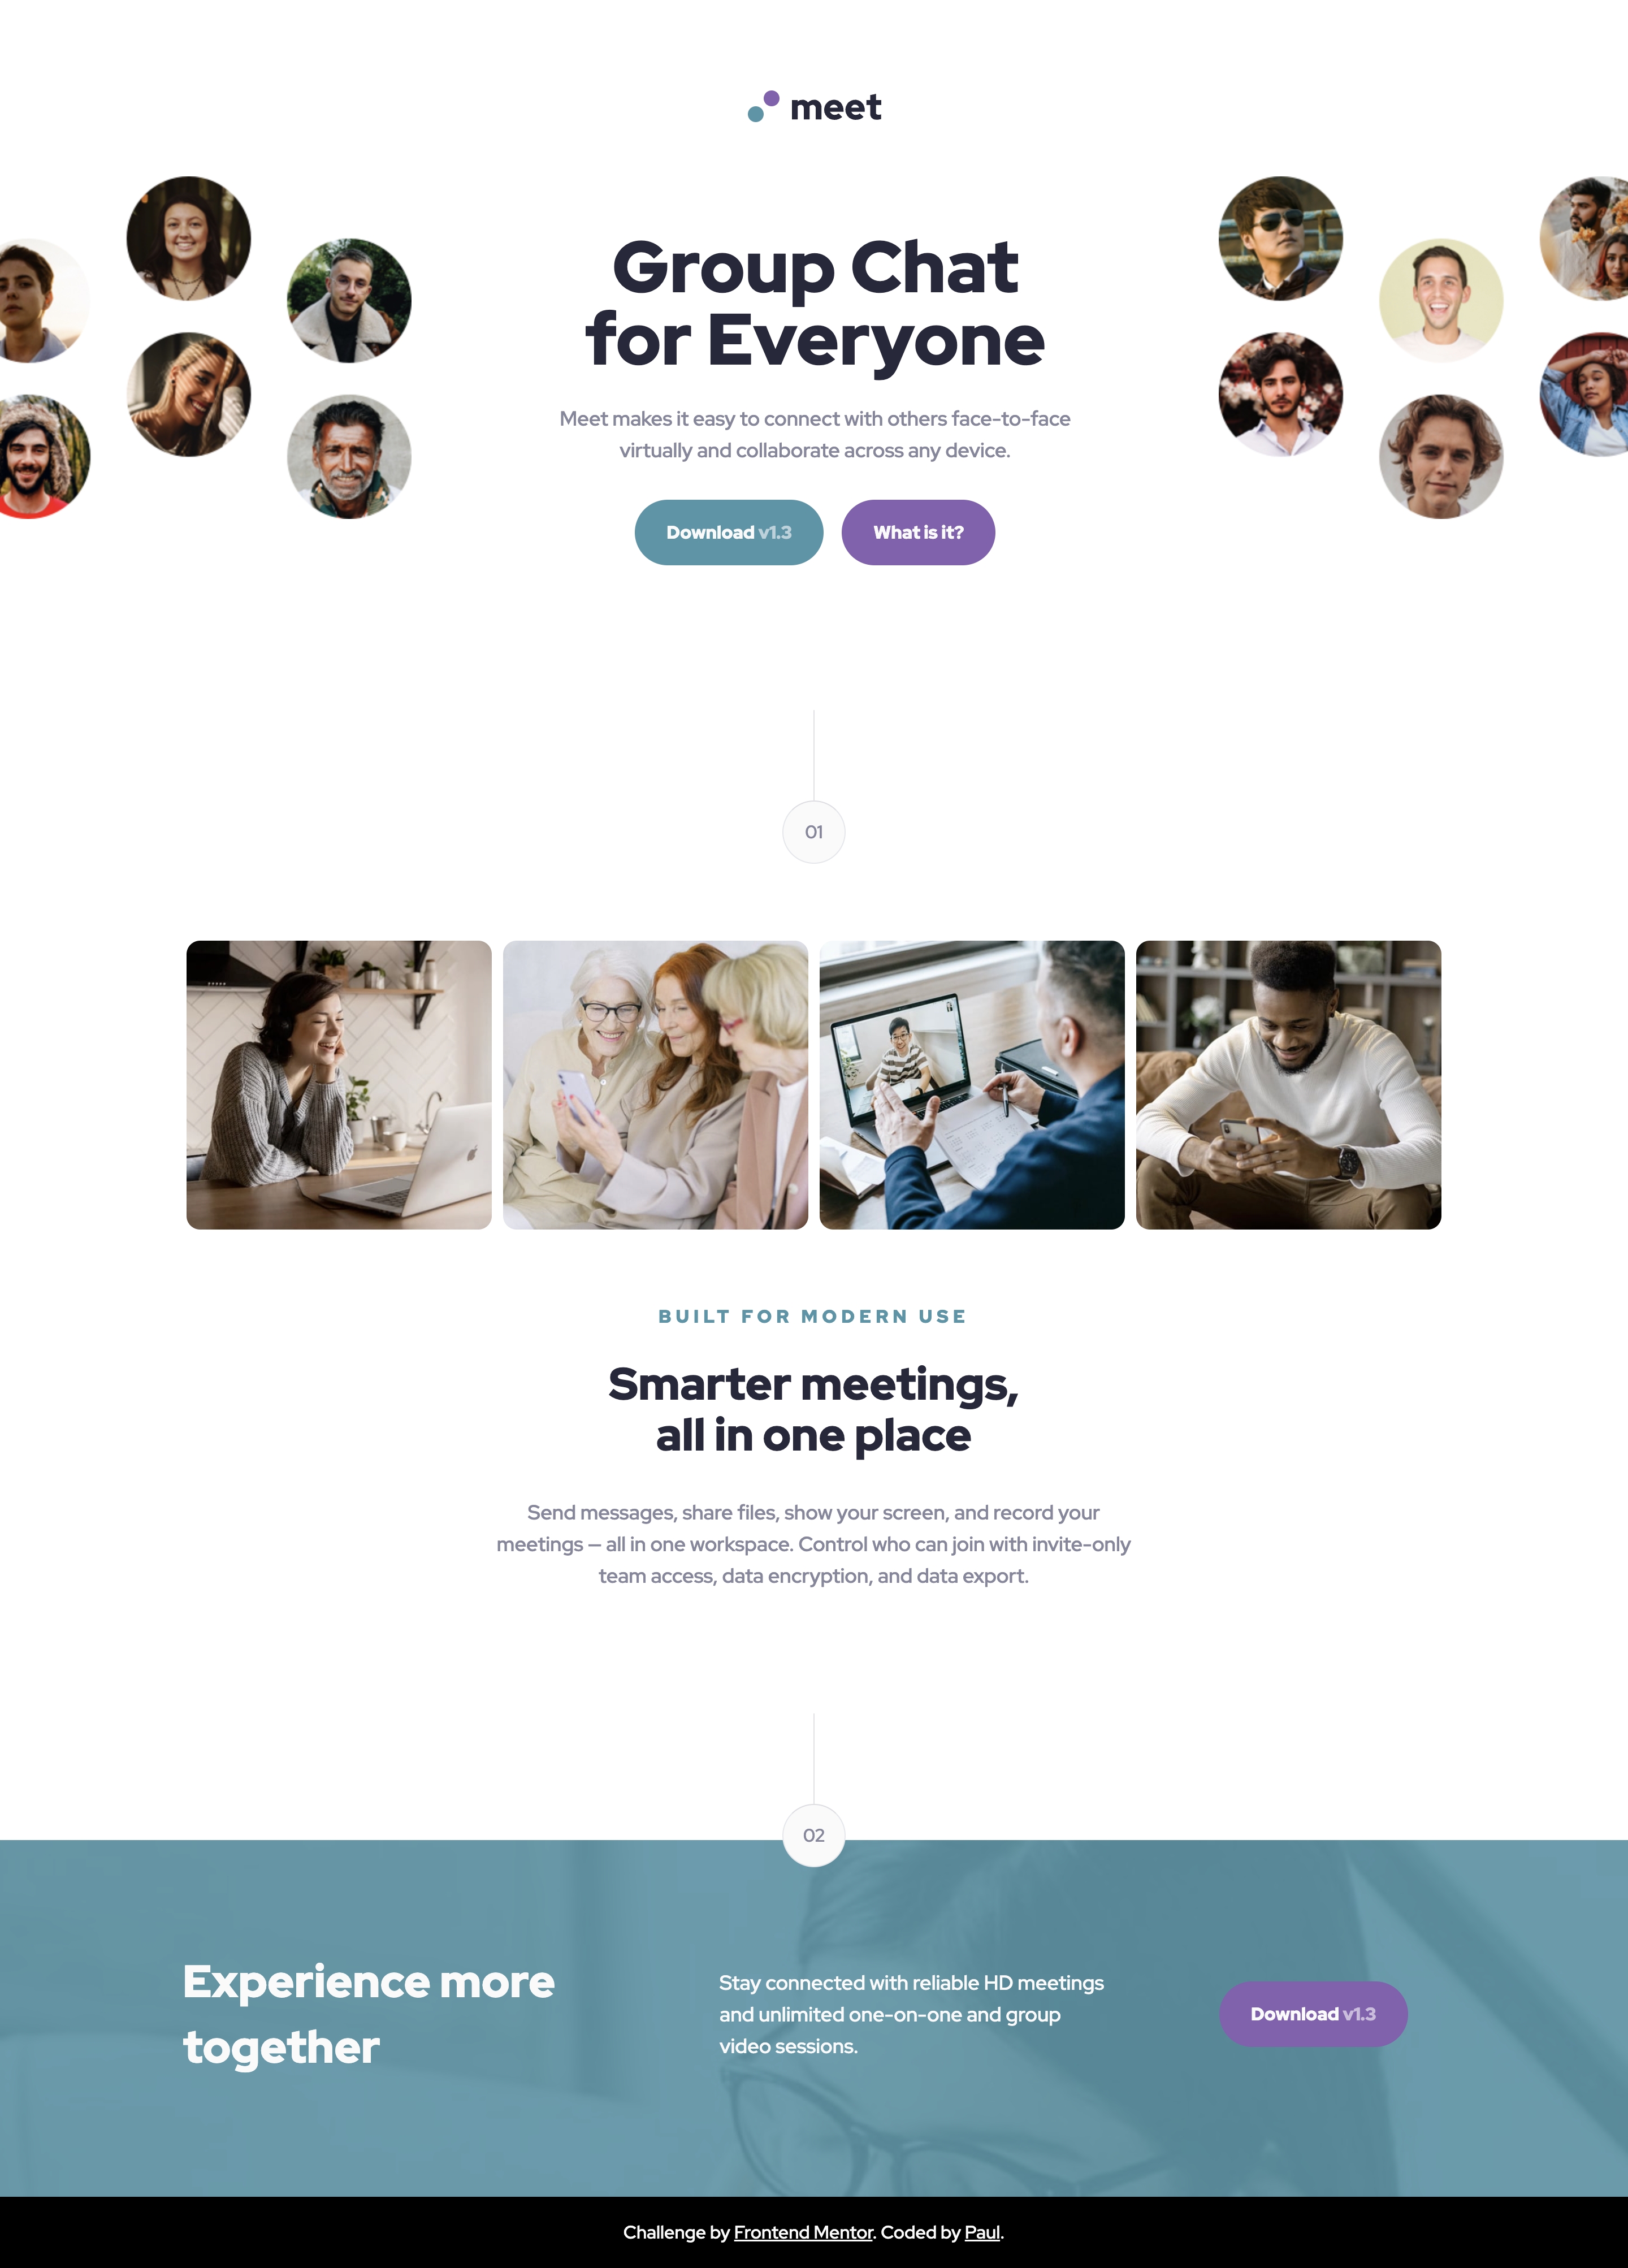 meet
Group Chat
for Everyone
Meet makes it easy to connect with others face-to-face
virtually and collaborate across any device.
Download v1.3
What is it?
01
BUILT FOR MODERN USE
Smarter meetings,
all in one place
Send messages, share files, show your screen, and record your
meetings — all in one workspace. Control who can join with invite-only
team access, data encryption, and data export.
02
Experience more
together
Stay connected with reliable HD meetings
and unlimited one-on-one and group
video sessions.
Download v1.3
Challenge by Frontend Mentor. Coded by Paul.